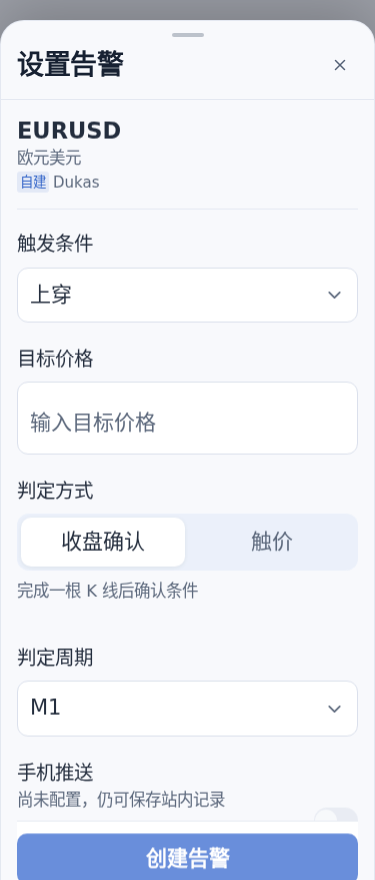 设置告警
EURUSD
欧元美元
自建 Dukas
触发条件
上穿
目标价格
输入目标价格
判定方式
收盘确认 触价
完成一根 K 线后确认条件
判定周期
M1
手机推送
尚未配置，仍可保存站内记录
创建告警